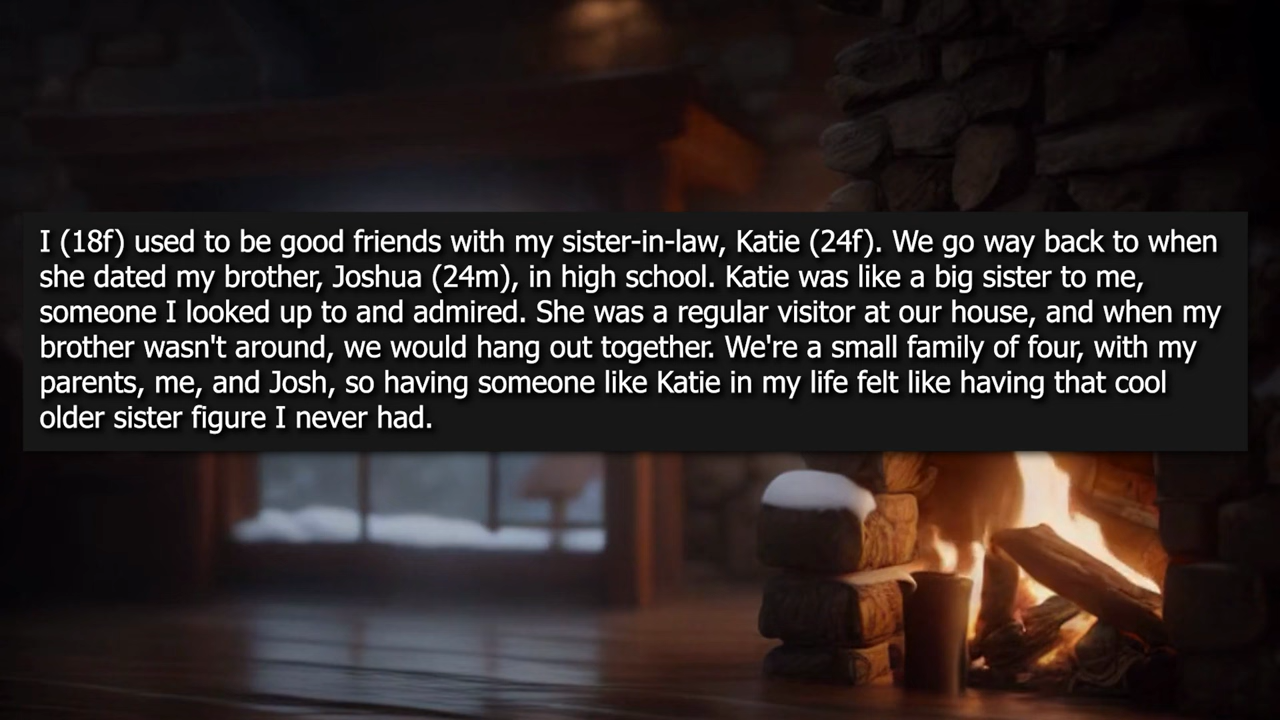 I (18f) used to be good friends with my sister-in-law, Katie (24f). We go way back to when
she dated my brother, Joshua (24m), in high school. Katie was like a big sister to me,
someone I looked up to and admired. She was a regular visitor at our house, and when my
brother wasn't around, we would hang out together. We're a small family of four, with my
parents, me, and Josh, so having someone like Katie in my life felt like having that cool
older sister figure I never had.